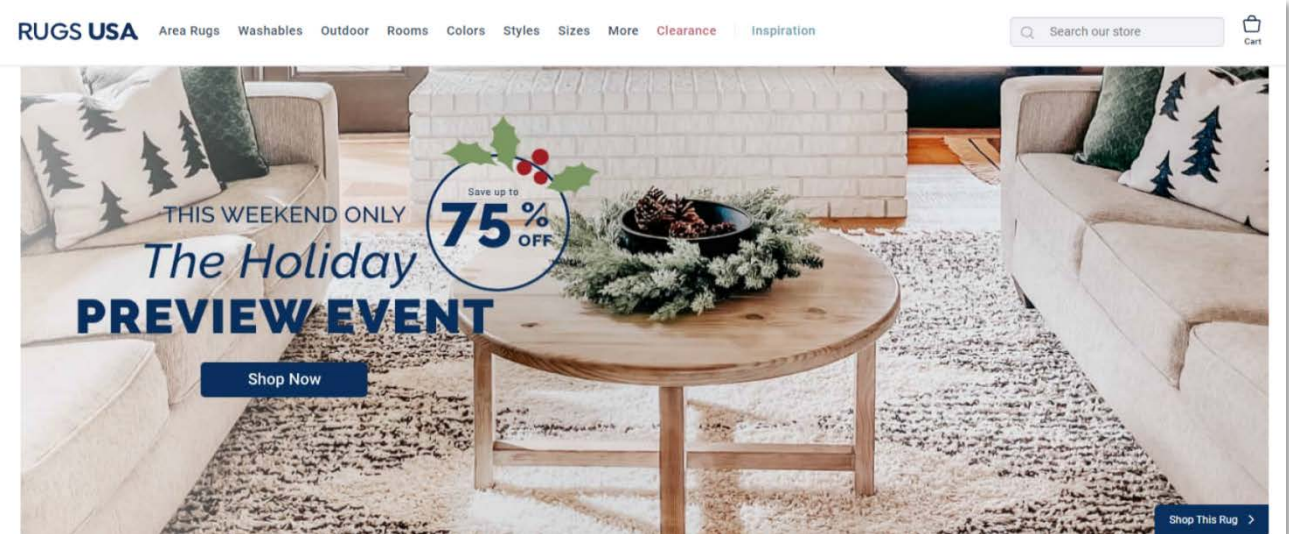 RUGS USA Area Rugs Washables Outdoor Rooms Colors Styles Sizes More Clearance Inspiration Search our store Cart
THIS WEEKEND ONLY
The Holiday
PREVIEW EVENT
Save up to
75% OFF
Shop Now
Shop This Rug